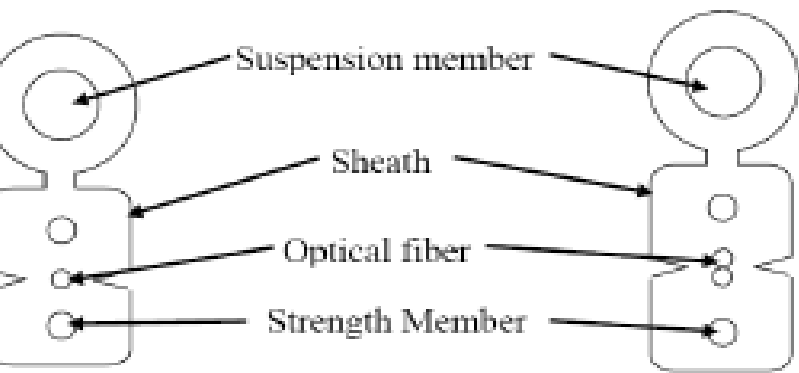 Suspension member
Sheath
Optical fiber
Strength Member